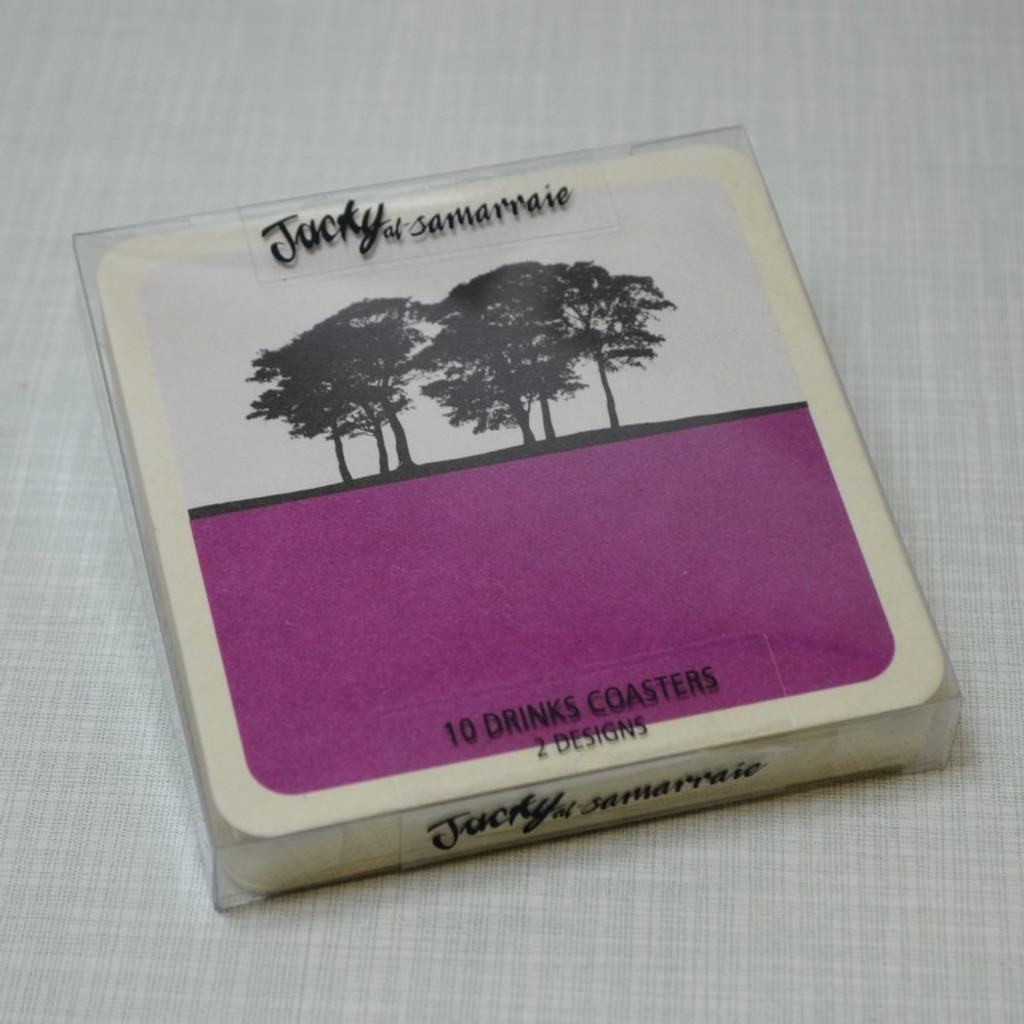 Jacky al-samarraie
10 DRINKS COASTERS
2 DESIGNS
Jacky al-samarraie